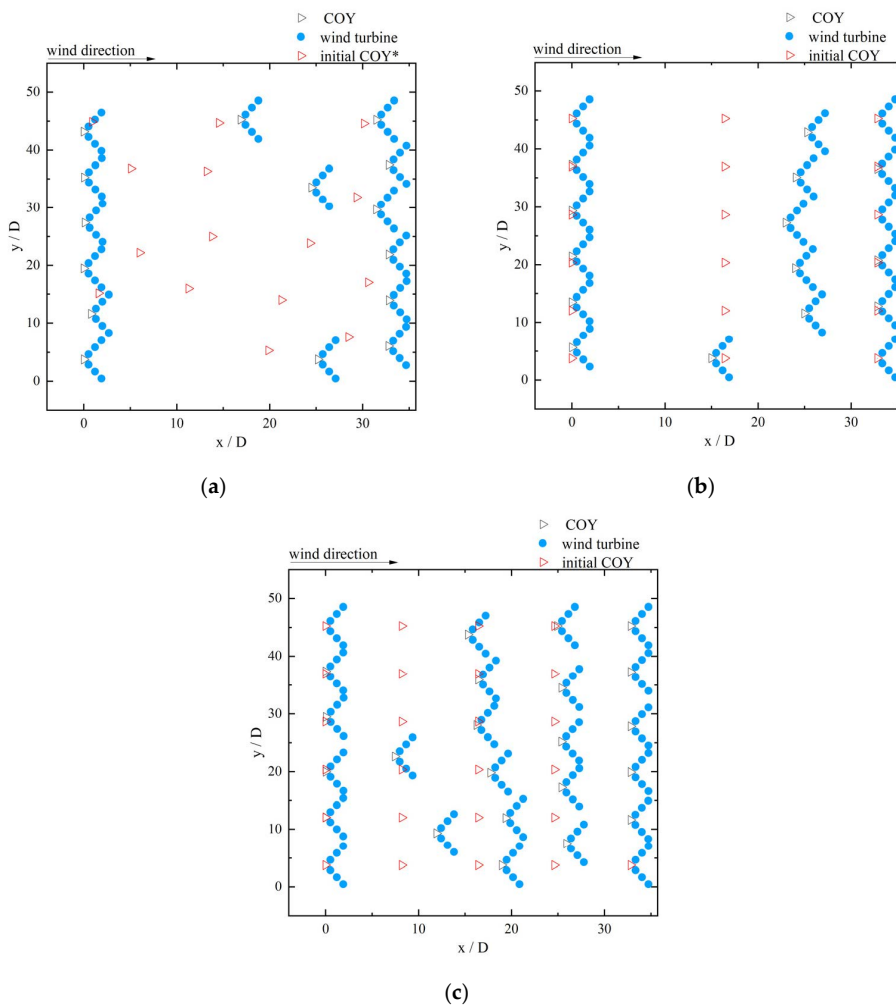 COY
wind turbine
initial COY*
wind direction
50
40
30
20
10
0
y / D
0 10 20 30
x / D
(a)
COY
wind turbine
initial COY
wind direction
50
40
30
20
10
0
y / D
0 10 20 30
x / D
(b)
COY
wind turbine
initial COY
wind direction
50
40
30
20
10
0
y / D
0 10 20 30
x / D
(c)